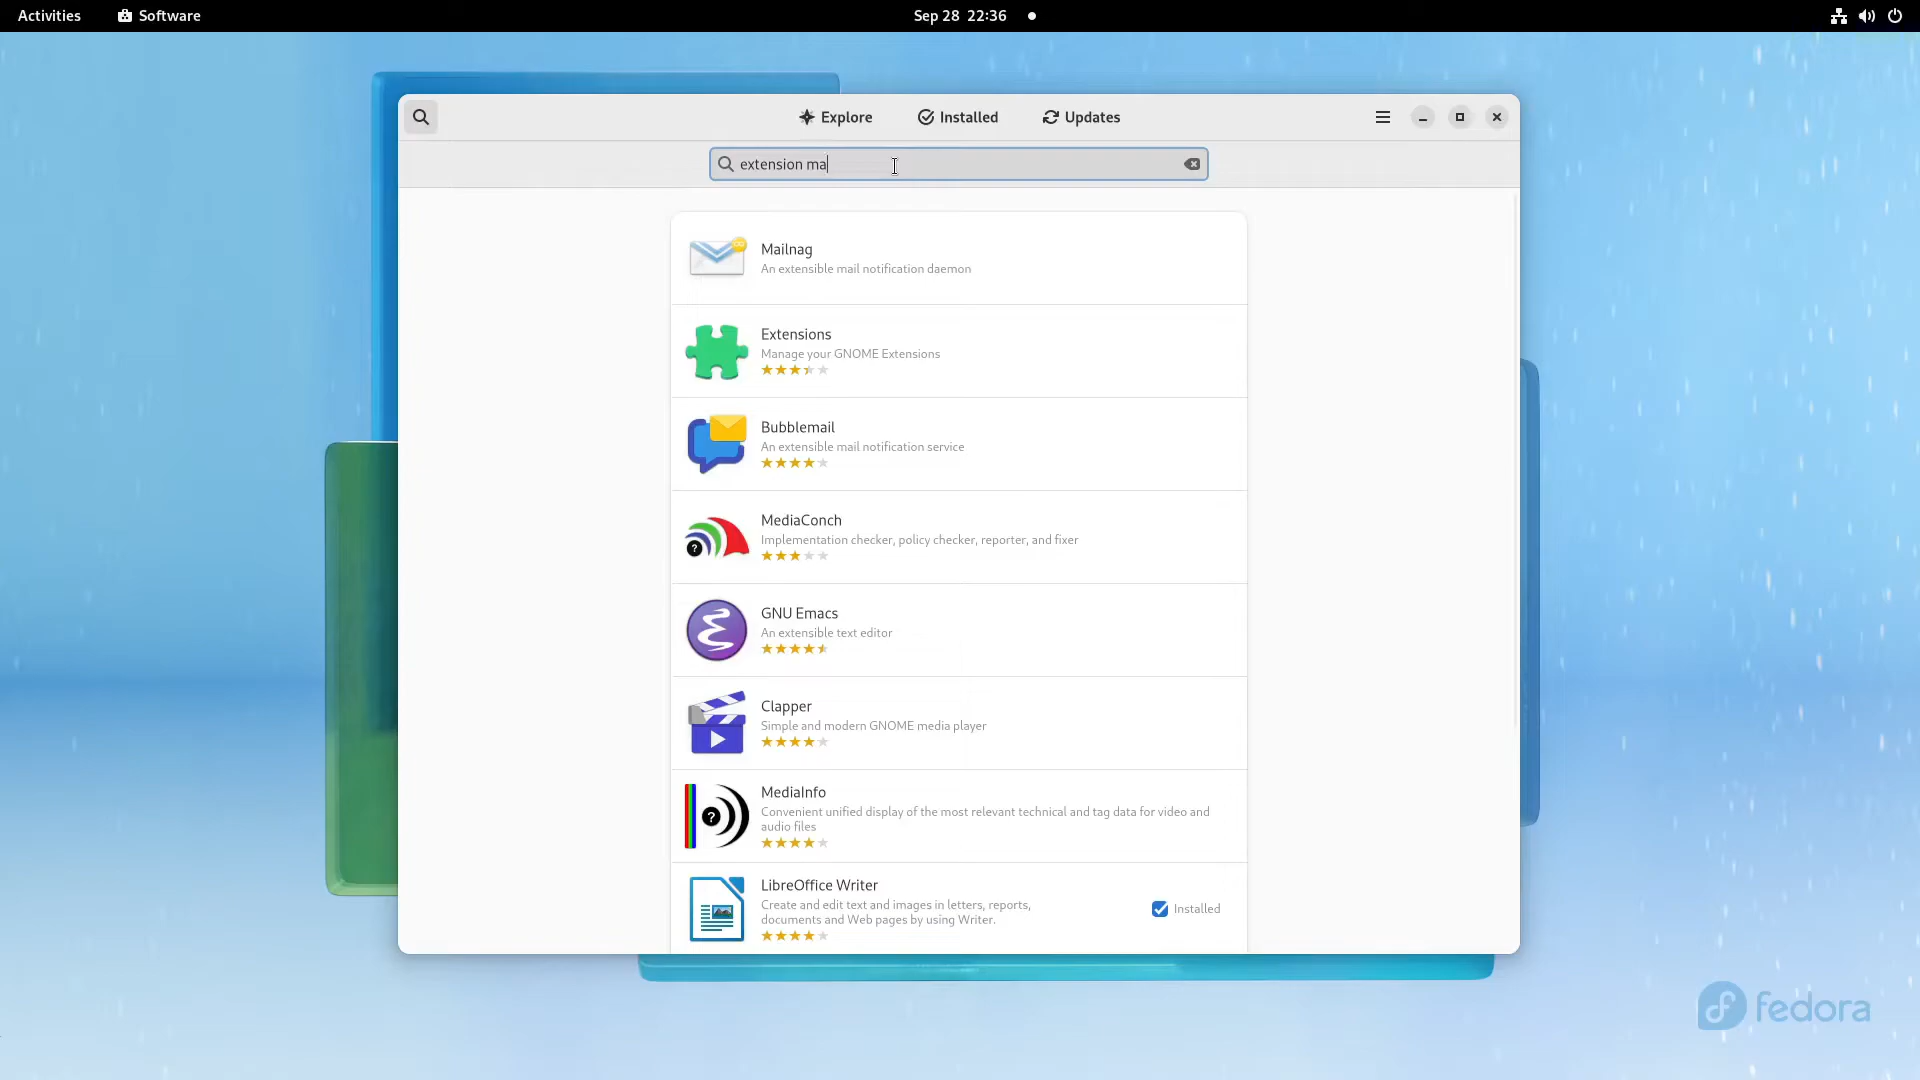 Activities Software Sep 28 22:36
Explore Installed Updates
extension ma
Mailnag
An extensible mail notification daemon
Extensions
Manage your GNOME Extensions
Bubblemail
An extensible mail notification service
MediaConch
Implementation checker, policy checker, reporter, and fixer
GNU Emacs
An extensible text editor
Clapper
Simple and modern GNOME media player
MediaInfo
Convenient unified display of the most relevant technical and tag data for video and
audio files
LibreOffice Writer
Create and edit text and images in letters, reports,
documents and Web pages by using Writer.
Installed
fedora